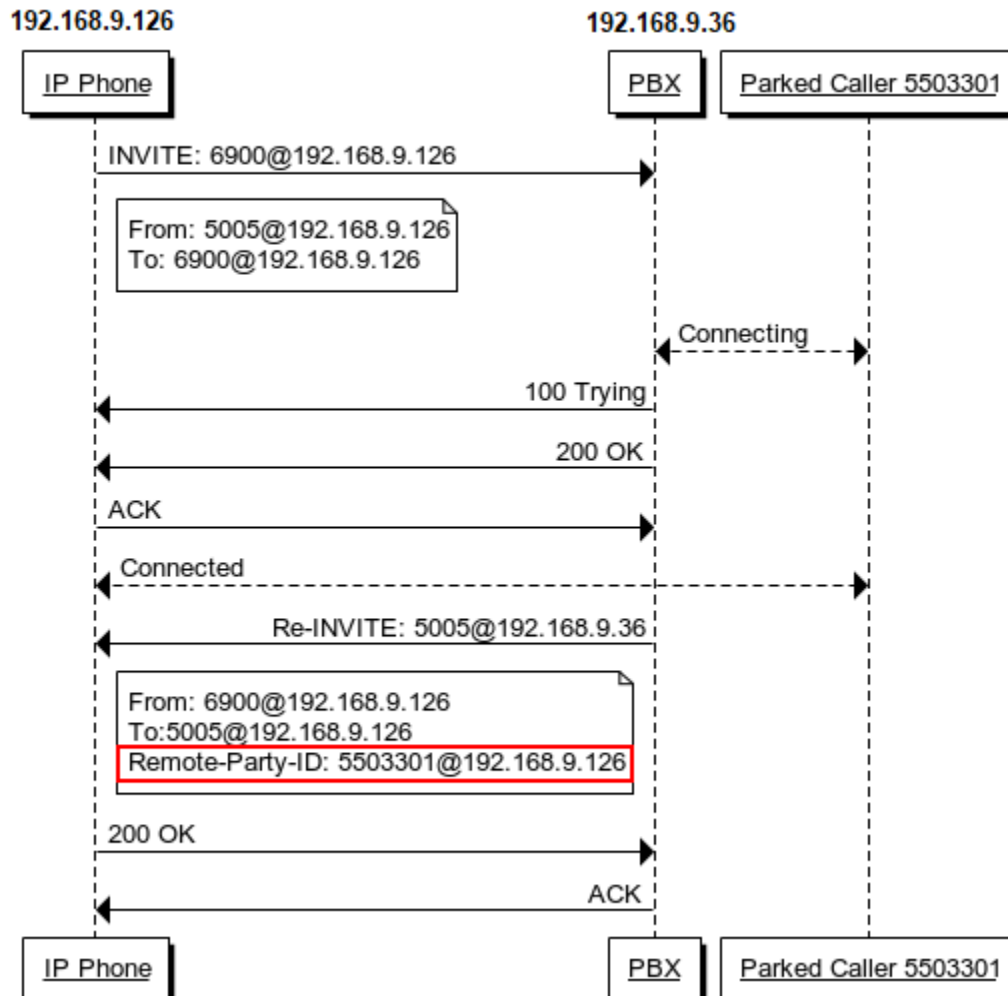 192.168.9.126
192.168.9.36
IP Phone
PBX
Parked Caller 5503301
INVITE: 6900@192.168.9.126
From: 5005@192.168.9.126
To: 6900@192.168.9.126
Connecting
100 Trying
200 OK
ACK
Connected
Re-INVITE: 5005@192.168.9.36
From: 6900@192.168.9.126
To:5005@192.168.9.126
Remote-Party-ID: 5503301@192.168.9.126
200 OK
ACK
IP Phone
PBX
Parked Caller 5503301